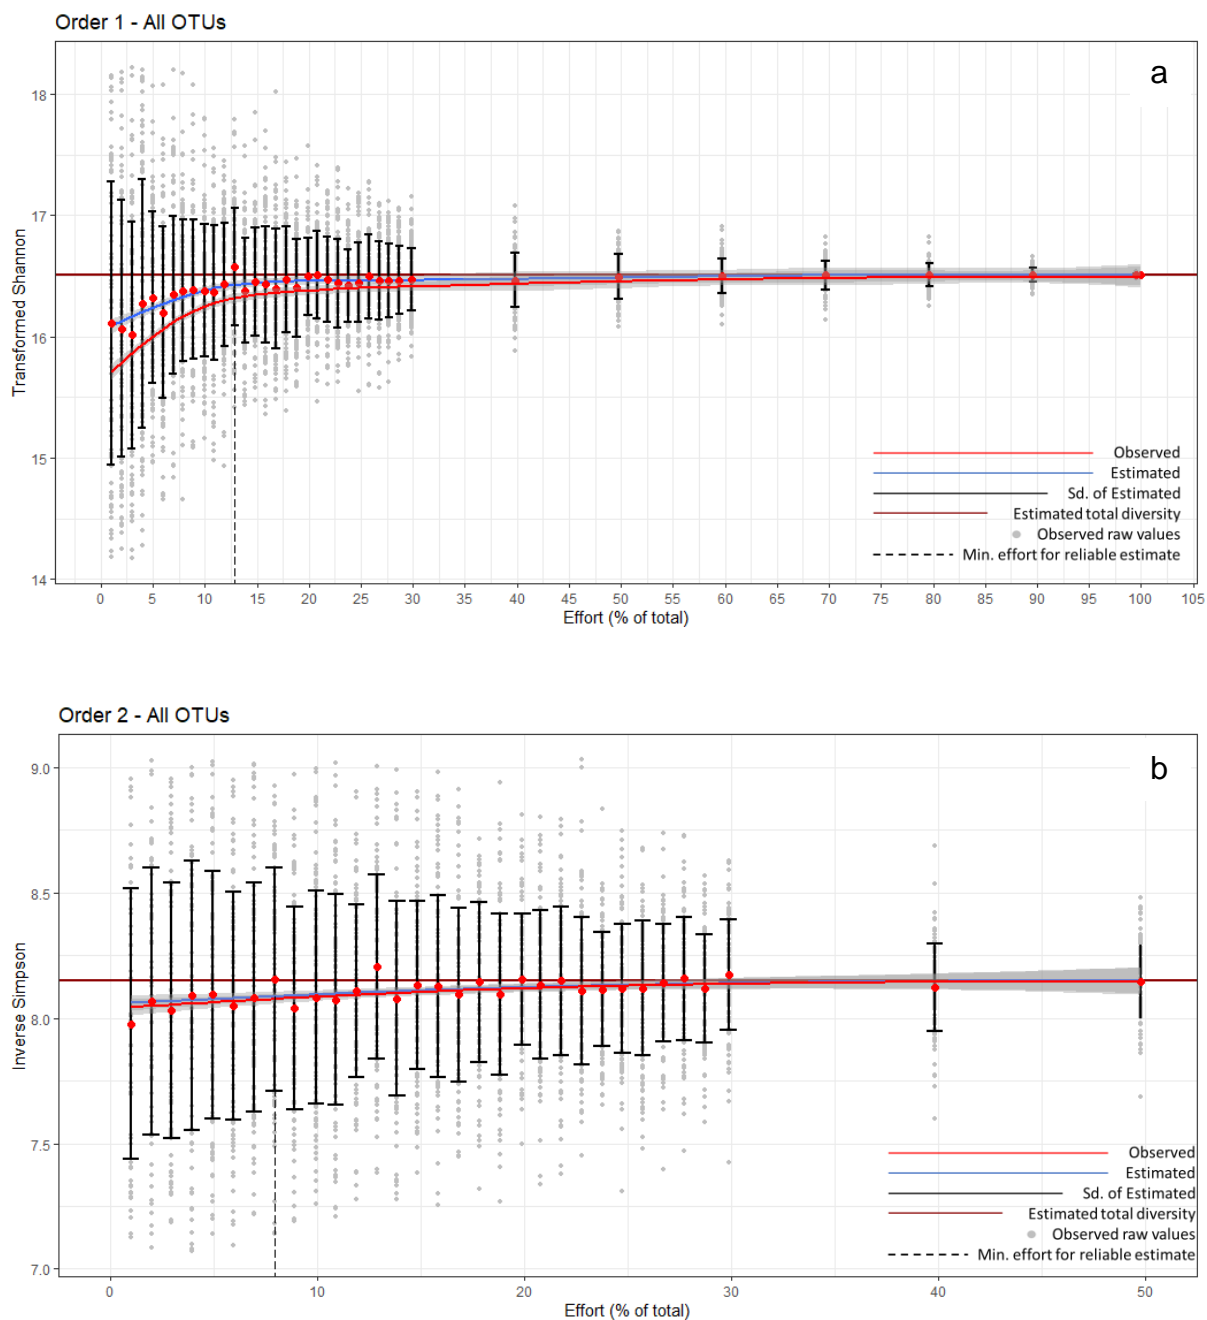 Order 1 - All OTUs
a
Transformed Shannon
18
17
16
15
14
Observed
Estimated
Sd. of Estimated
Estimated total diversity
Observed raw values
Min. effort for reliable estimate
0 5 10 15 20 25 30 35 40 45 50 55 60 65 70 75 80 85 90 95 100 105
Effort (% of total)
Order 2 - All OTUs
b
Inverse Simpson
9.0
8.5
8.0
7.5
7.0
Observed
Estimated
Sd. of Estimated
Estimated total diversity
Observed raw values
Min. effort for reliable estimate
0 10 20 30 40 50
Effort (% of total)